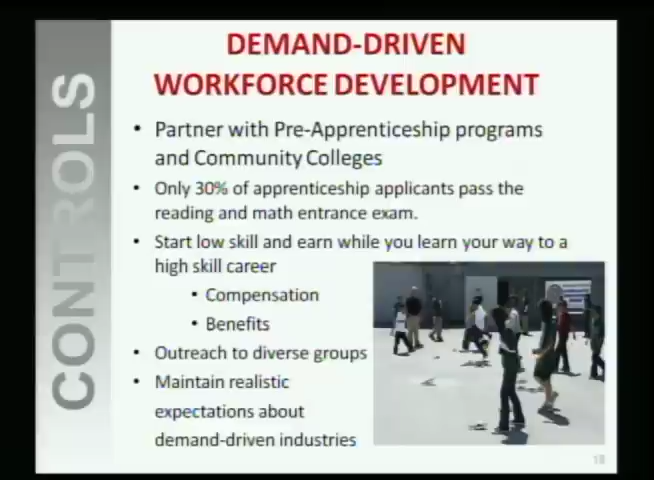 CONTROLS
DEMAND-DRIVEN
WORKFORCE DEVELOPMENT
• Partner with Pre-Apprenticeship programs
and Community Colleges
• Only 30% of apprenticeship applicants pass the
reading and math entrance exam.
• Start low skill and earn while you learn your way to a
high skill career
• Compensation
• Benefits
• Outreach to diverse groups
• Maintain realistic
expectations about
demand-driven industries